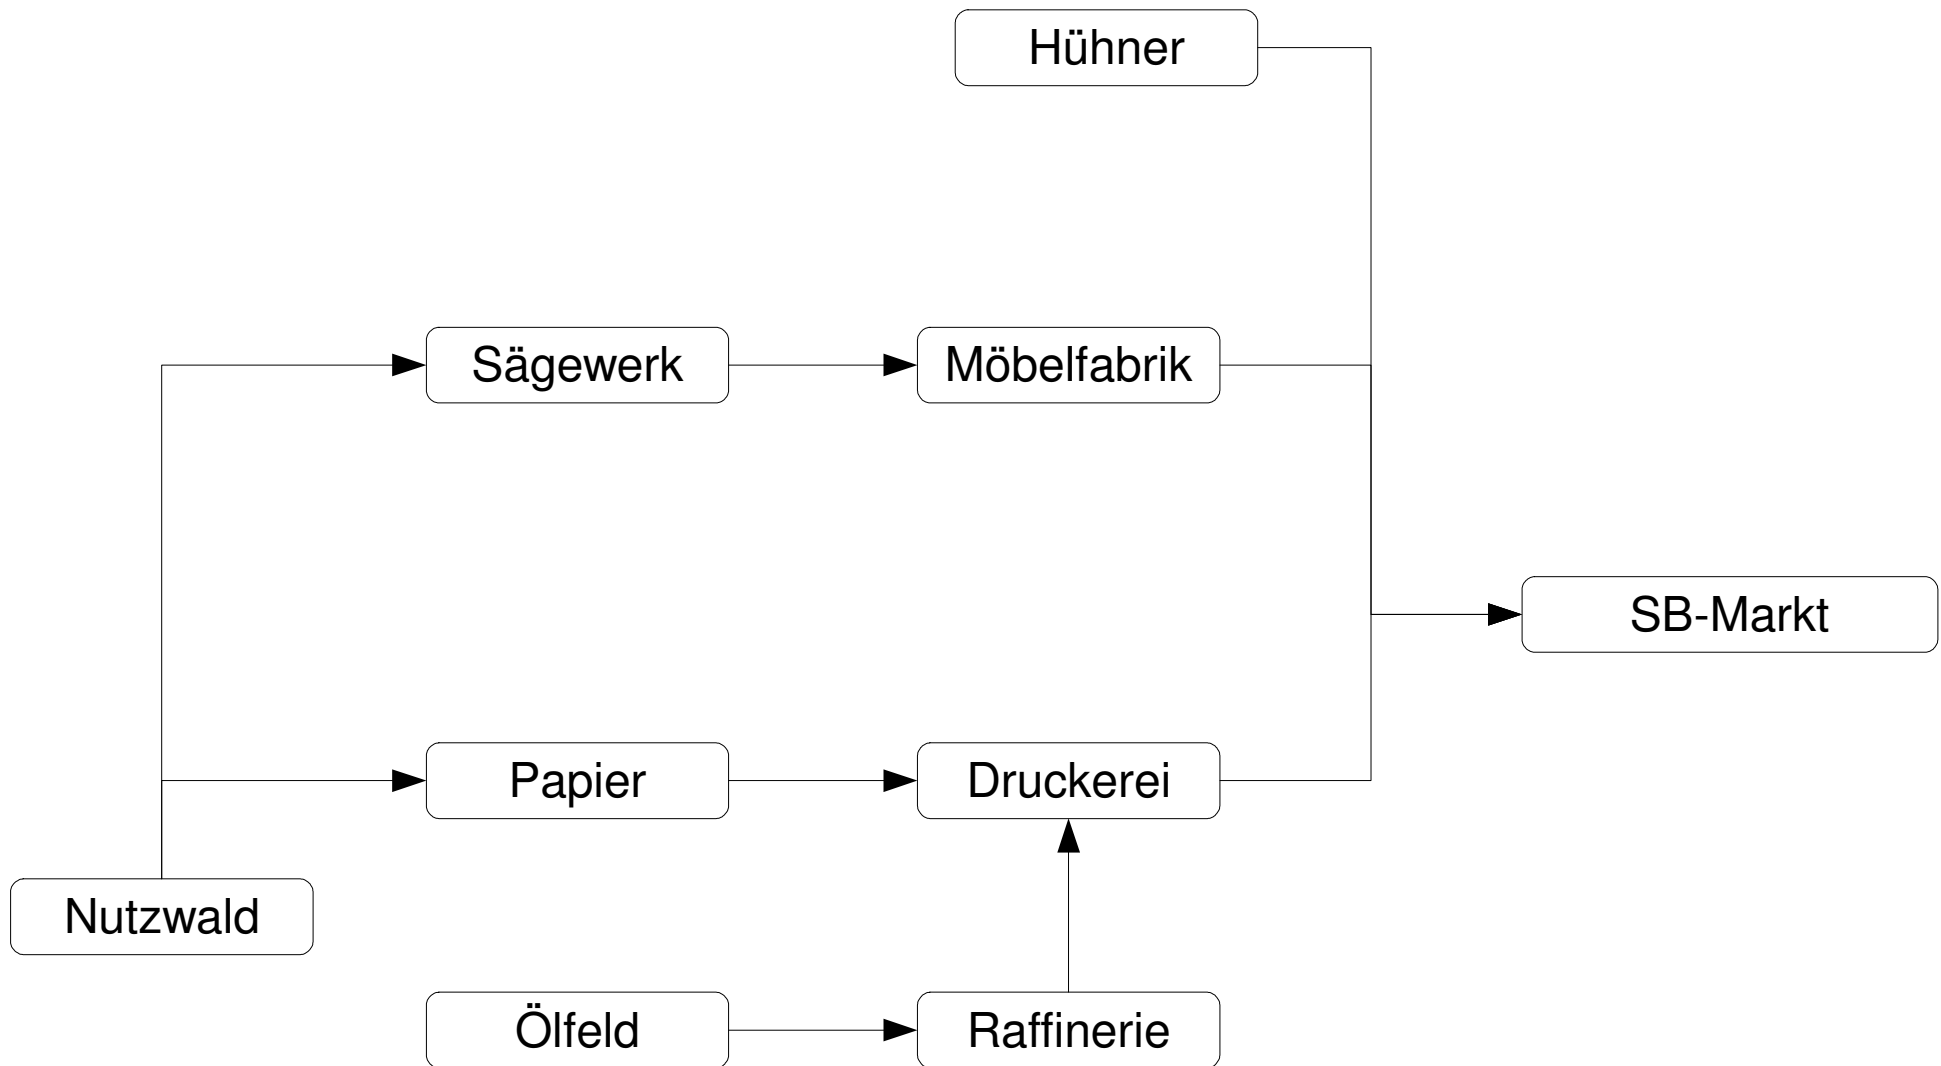 Hühner
Sägewerk
Möbelfabrik
SB-Markt
Papier
Druckerei
Nutzwald
Ölfeld
Raffinerie